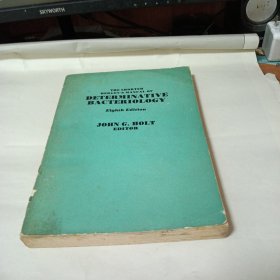 SKYWORTH
THE SHORTER
BERGEY'S MANUAL OF
DETERMINATIVE
BACTERIOLOGY
Eighth Edition
JOHN G. HOLT
EDITOR